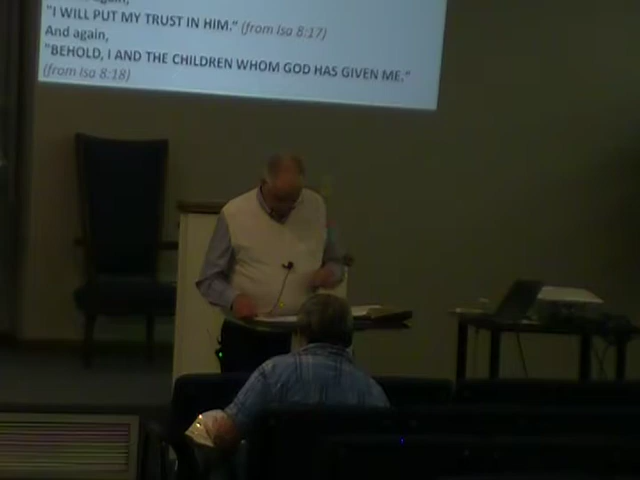 again,
"I WILL PUT MY TRUST IN HIM." (from Isa 8:17)
And again,
"BEHOLD, I AND THE CHILDREN WHOM GOD HAS GIVEN ME."
(from Isa 8:18)